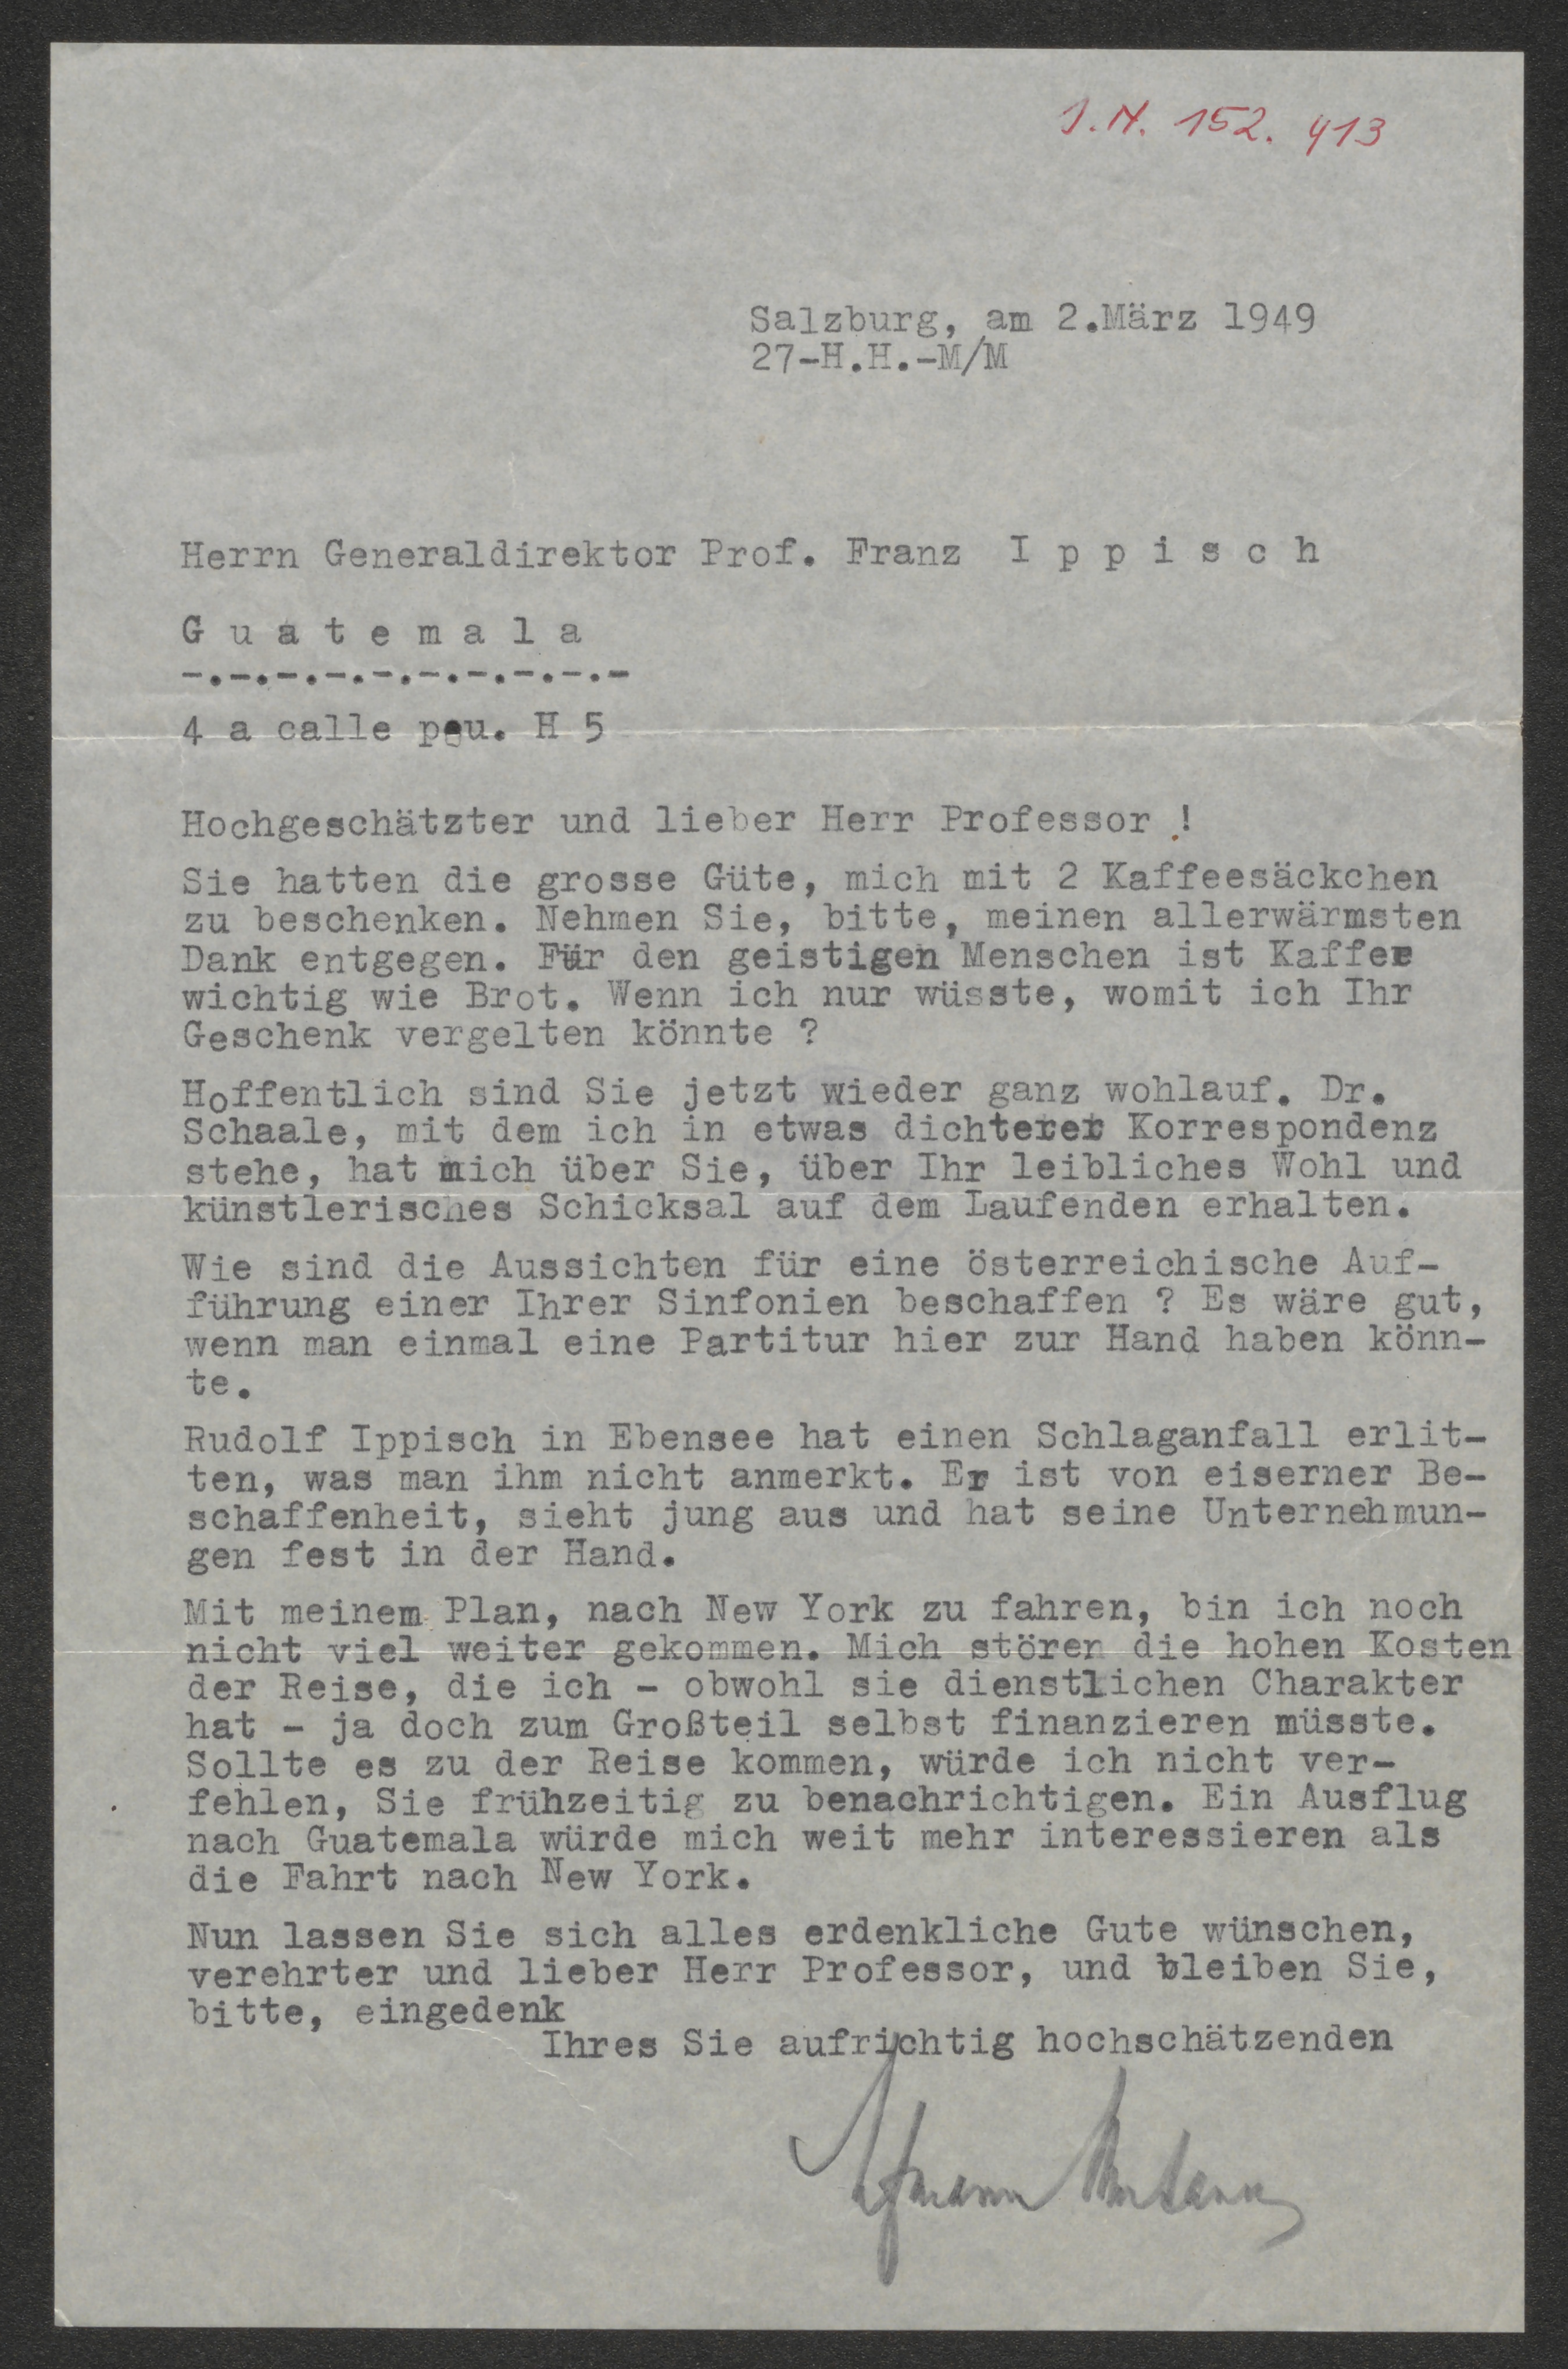 J.N. 152.413
Salzburg, am 2.März 1949
27-H.H.-M/M
Herrn Generaldirektor Prof. Franz I p p i s c h
G u a t e m a l a
-.-.-.-.-.-.-.-.-.-
4 a calle peu. H 5
Hochgeschätzter und lieber Herr Professor !
Sie hatten die grosse Güte, mich mit 2 Kaffeesäckchen
zu beschenken. Nehmen Sie, bitte, meinen allerwärmsten
Dank entgegen. Für den geistigen Menschen ist Kaffee
wichtig wie Brot. Wenn ich nur wüsste, womit ich Ihr
Geschenk vergelten könnte ?
Hoffentlich sind Sie jetzt wieder ganz wohlauf. Dr.
Schaale, mit dem ich in etwas dichterer Korrespondenz
stehe, hat mich über Sie, über Ihr leibliches Wohl und
künstlerisches Schicksal auf dem Laufenden erhalten.
Wie sind die Aussichten für eine österreichische Auf-
führung einer Ihrer Sinfonien beschaffen ? Es wäre gut,
wenn man einmal eine Partitur hier zur Hand haben könn-
te.
Rudolf Ippisch in Ebensee hat einen Schlaganfall erlit-
ten, was man ihm nicht anmerkt. Er ist von eiserner Be-
schaffenheit, sieht jung aus und hat seine Unternehmun-
gen fest in der Hand.
Mit meinem Plan, nach New York zu fahren, bin ich noch
nicht viel weiter gekommen. Mich stören die hohen Kosten
der Reise, die ich - obwohl sie dienstlichen Charakter
hat - ja doch zum Großteil selbst finanzieren müsste.
Sollte es zu der Reise kommen, würde ich nicht ver-
fehlen, Sie frühzeitig zu benachrichtigen. Ein Ausflug
nach Guatemala würde mich weit mehr interessieren als
die Fahrt nach New York.
Nun lassen Sie sich alles erdenkliche Gute wünschen,
verehrter und lieber Herr Professor, und bleiben Sie,
bitte, eingedenk
Ihres Sie aufrichtig hochschätzenden